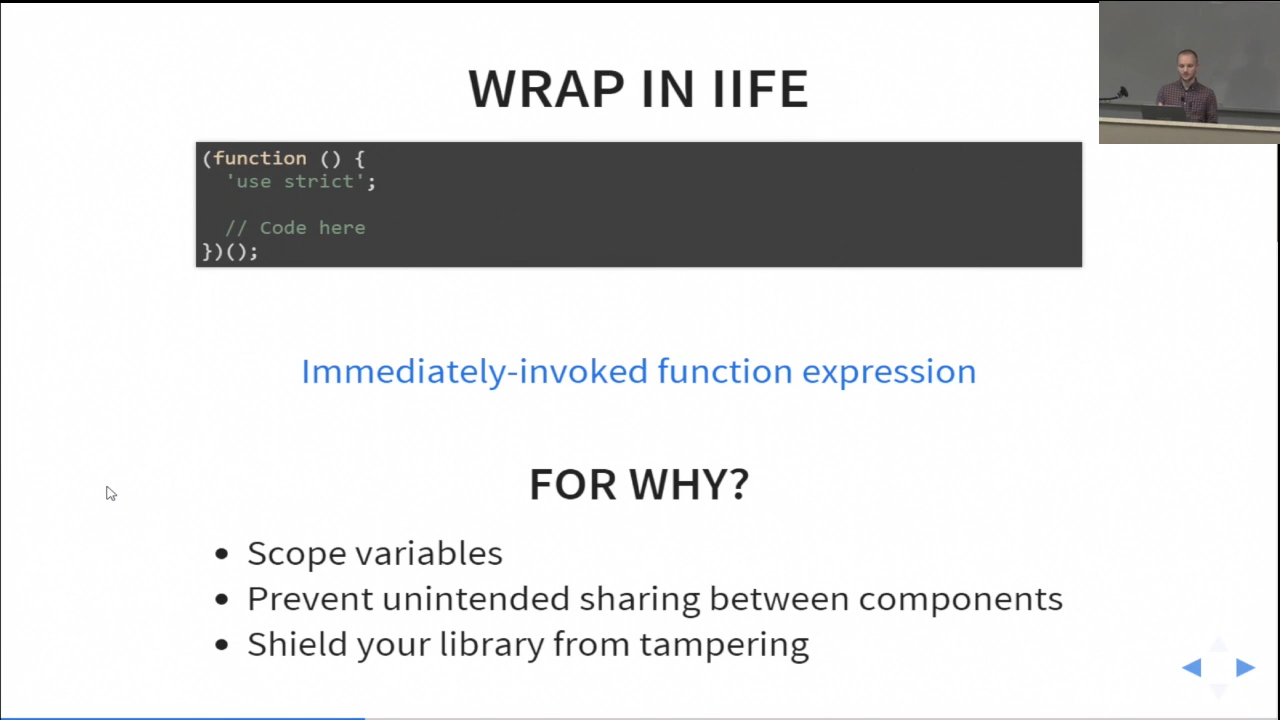 WRAP IN IIFE
(function () {
'use strict';
// Code here
})();
Immediately-invoked function expression
FOR WHY?
• Scope variables
• Prevent unintended sharing between components
• Shield your library from tampering